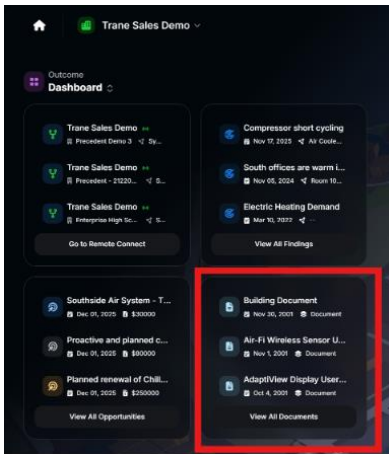 Trane Sales Demo
Outcome
Dashboard
Trane Sales Demo
Precedent Demo 3 Sy...
Trane Sales Demo
Precedent - 21220... S...
Trane Sales Demo
Enterprise High Sc... S...
Go to Remote Connect
Compressor short cycling
Nov 17, 2025 Air Coole...
South offices are warm i...
Nov 05, 2024 Room 10...
Electric Heating Demand
Mar 10, 2022 --
View All Findings
Southside Air System - T...
Dec 01, 2025 $30000
Proactive and planned c...
Dec 01, 2025 $80000
Planned renewal of Chill...
Dec 01, 2025 $250000
View All Opportunities
Building Document
Nov 30, 2001 Document
Air-Fi Wireless Sensor U...
Nov 1, 2001 Document
AdaptiView Display User...
Oct 4, 2001 Document
View All Documents